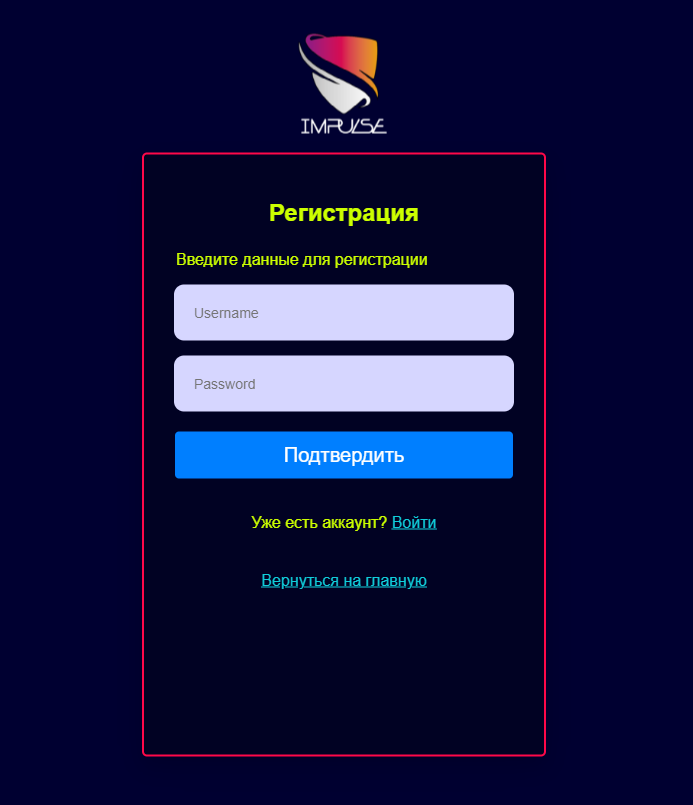 IMPULSE
Регистрация
Введите данные для регистрации
Username
Password
Подтвердить
Уже есть аккаунт? Войти
Вернуться на главную